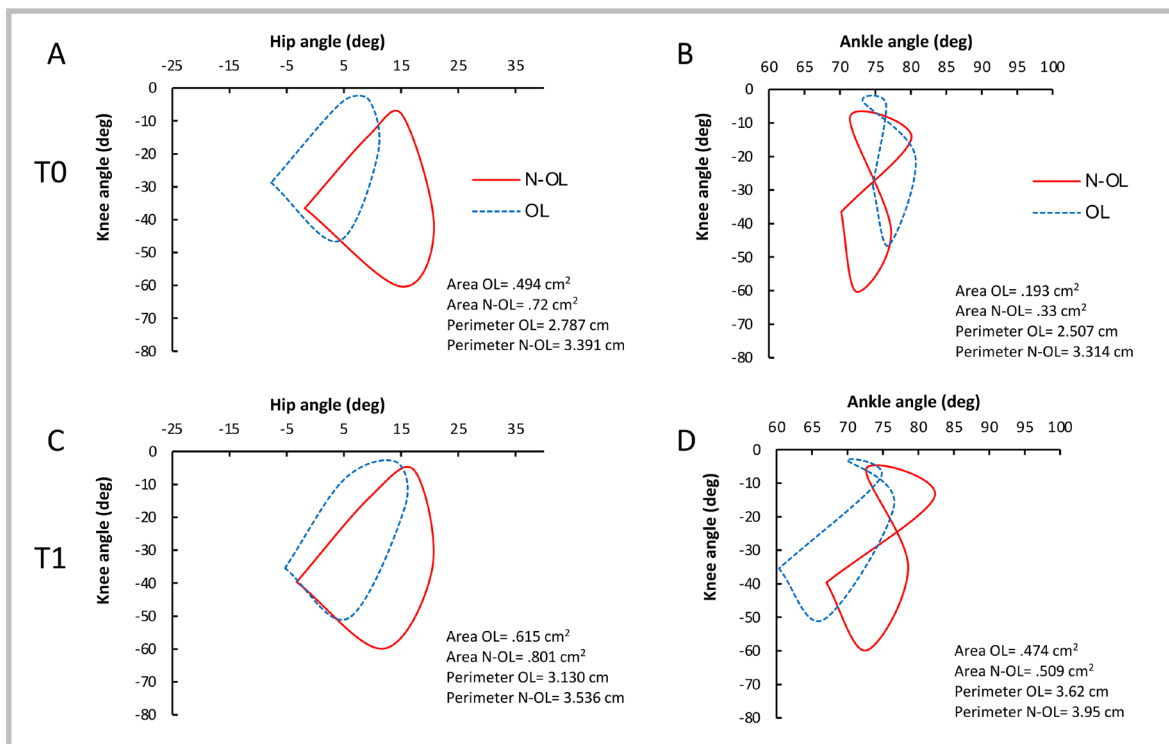 A
Hip angle (deg)
-25 -15 -5 5 15 25 35
0
-10
-20
-30
-40
-50
-60
-70
-80
Knee angle (deg)
T0
N-OL
OL
Area OL= .494 cm²
Area N-OL= .72 cm²
Perimeter OL= 2.787 cm
Perimeter N-OL= 3.391 cm
B
Ankle angle (deg)
60 65 70 75 80 85 90 95 100
0
-10
-20
-30
-40
-50
-60
-70
-80
Knee angle (deg)
N-OL
OL
Area OL= .193 cm²
Area N-OL= .33 cm²
Perimeter OL= 2.507 cm
Perimeter N-OL= 3.314 cm
C
Hip angle (deg)
-25 -15 -5 5 15 25 35
0
-10
-20
-30
-40
-50
-60
-70
-80
Knee angle (deg)
T1
Area OL= .615 cm²
Area N-OL= .801 cm²
Perimeter OL= 3.130 cm
Perimeter N-OL= 3.536 cm
D
Ankle angle (deg)
60 65 70 75 80 85 90 95 100
0
-10
-20
-30
-40
-50
-60
-70
-80
Knee angle (deg)
Area OL= .474 cm²
Area N-OL= .509 cm²
Perimeter OL= 3.62 cm
Perimeter N-OL= 3.95 cm